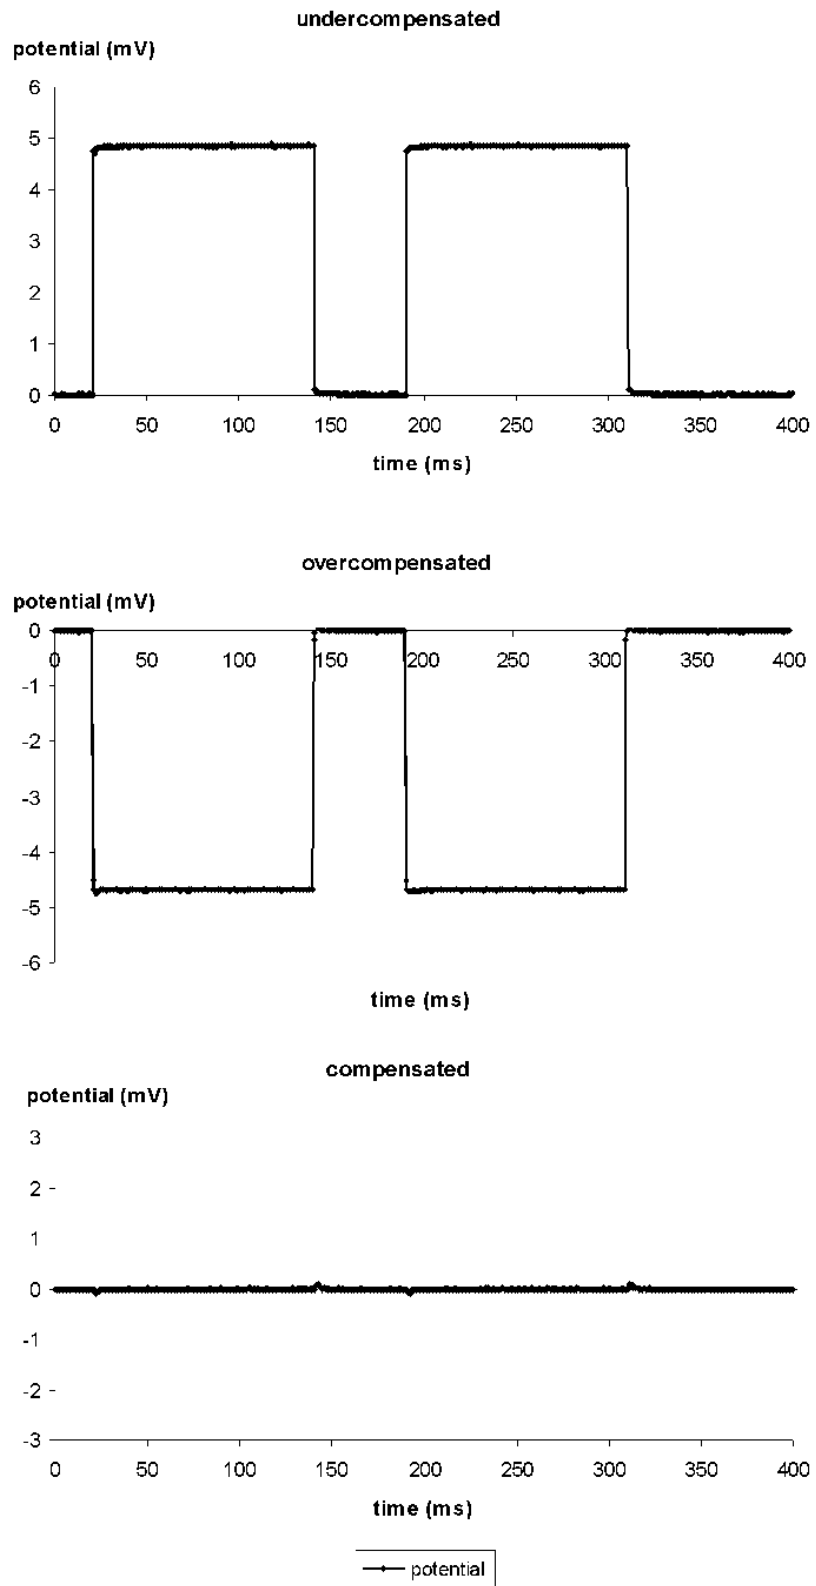 undercompensated
potential (mV)
6
5
4
3
2
1
0
0 50 100 150 200 250 300 350 400
time (ms)
overcompensated
potential (mV)
0
0 50 100 150 200 250 300 350 400
-1
-2
-3
-4
-5
-6
time (ms)
compensated
potential (mV)
3
2
1
0
-1
-2
-3
0 50 100 150 200 250 300 350 400
time (ms)
potential